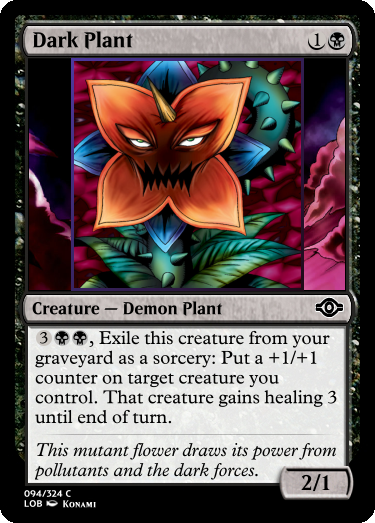 Dark Plant 1
Creature — Demon Plant
3, Exile this creature from your
graveyard as a sorcery: Put a +1/+1
counter on target creature you
control. That creature gains healing 3
until end of turn.
This mutant flower draws its power from
pollutants and the dark forces.
2/1
094/324 C
LOB Konami